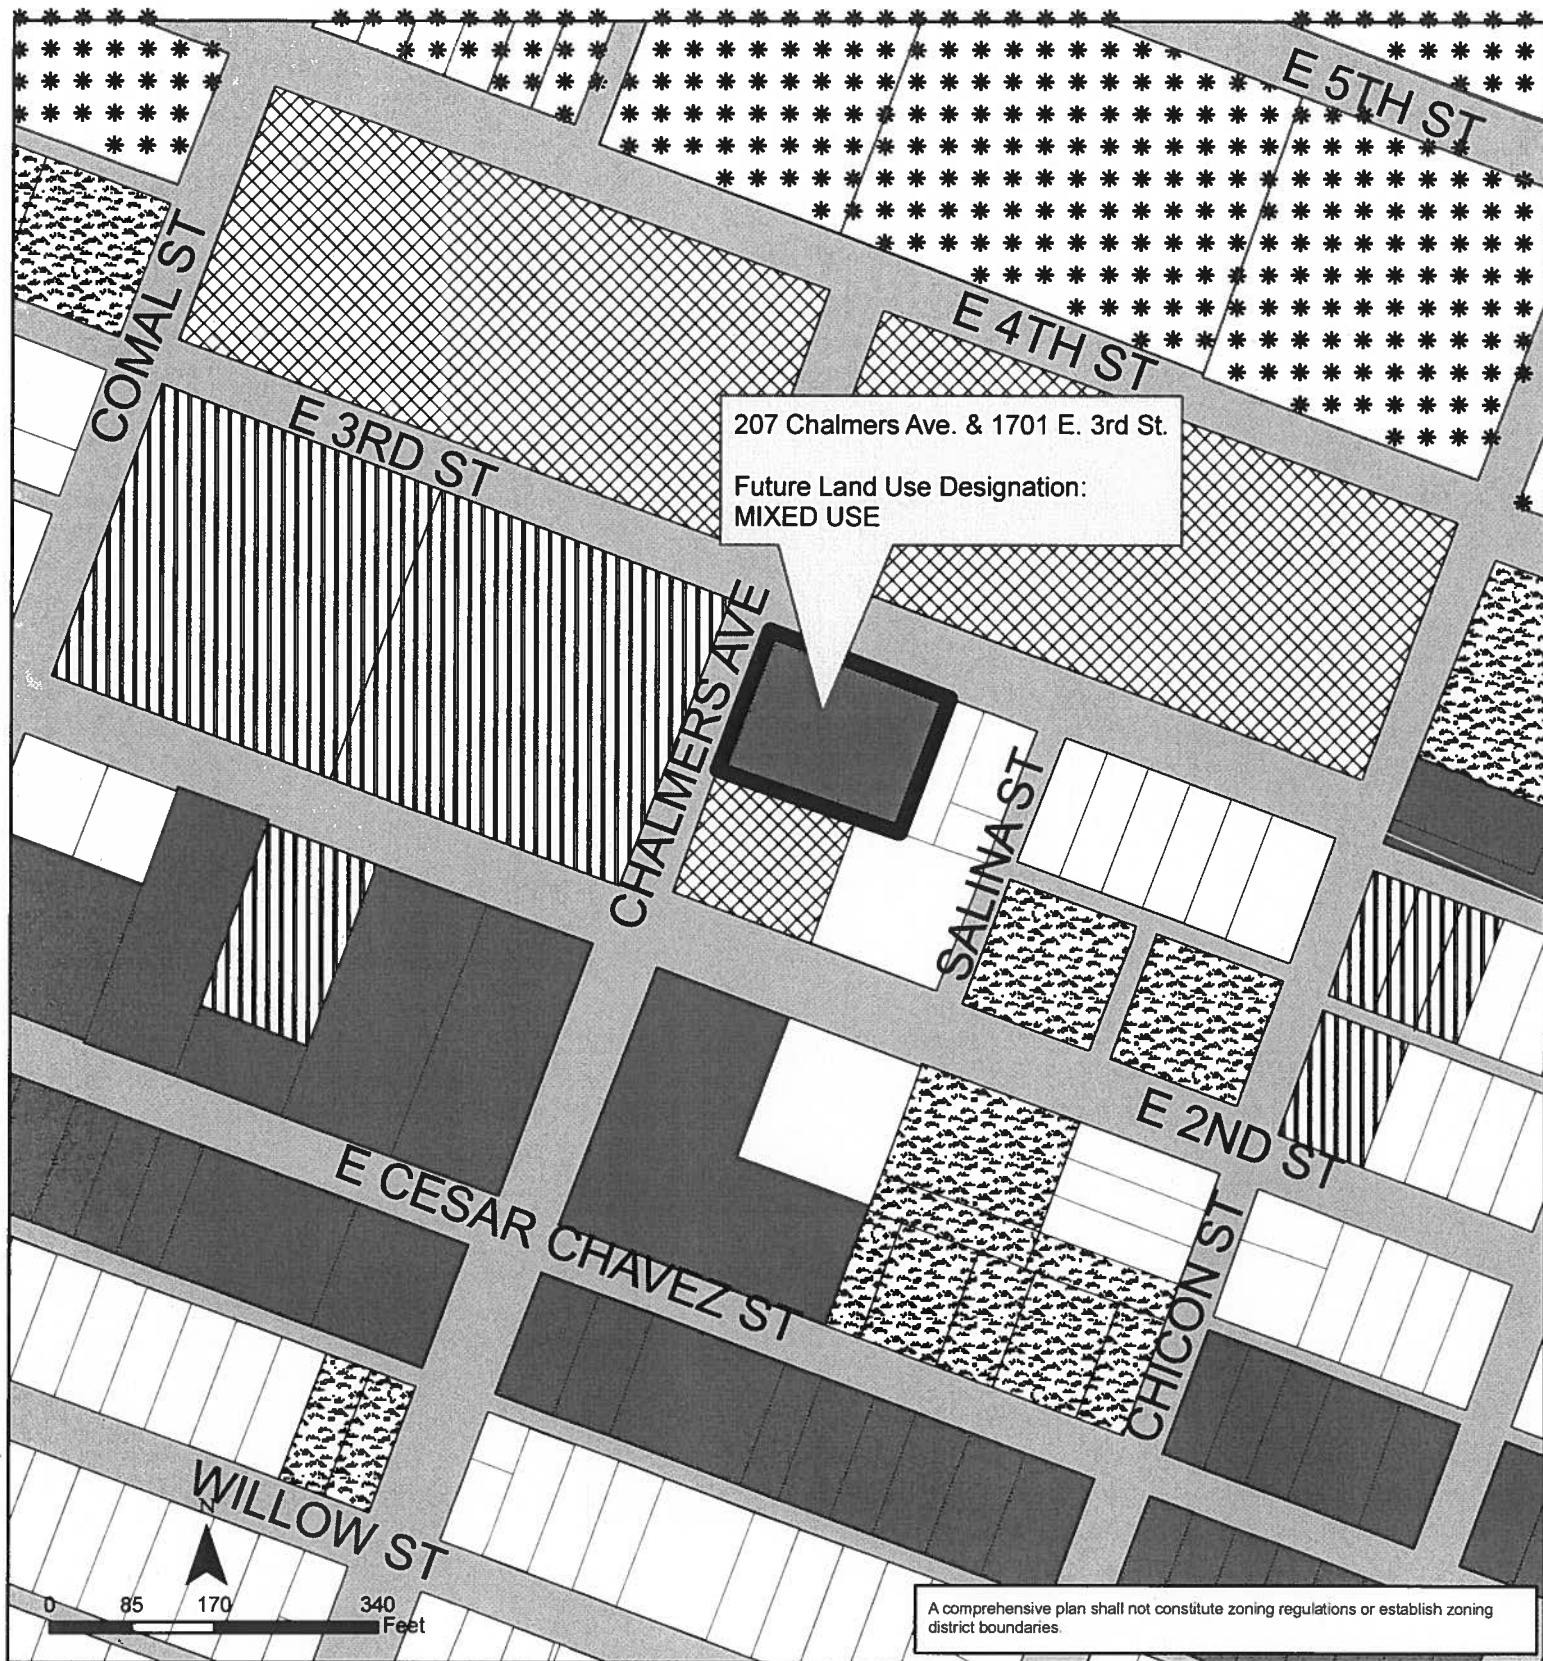 E 5TH ST
COMAL ST
E 4TH ST
E 3RD ST
207 Chalmers Ave. & 1701 E. 3rd St.
Future Land Use Designation:
MIXED USE
CHALMERS AVE
SALINA ST
E 2ND ST
E CESAR CHAVEZ ST
CHICON ST
WILLOW ST
N
0 85 170 340
Feet
A comprehensive plan shall not constitute zoning regulations or establish zoning
district boundaries.